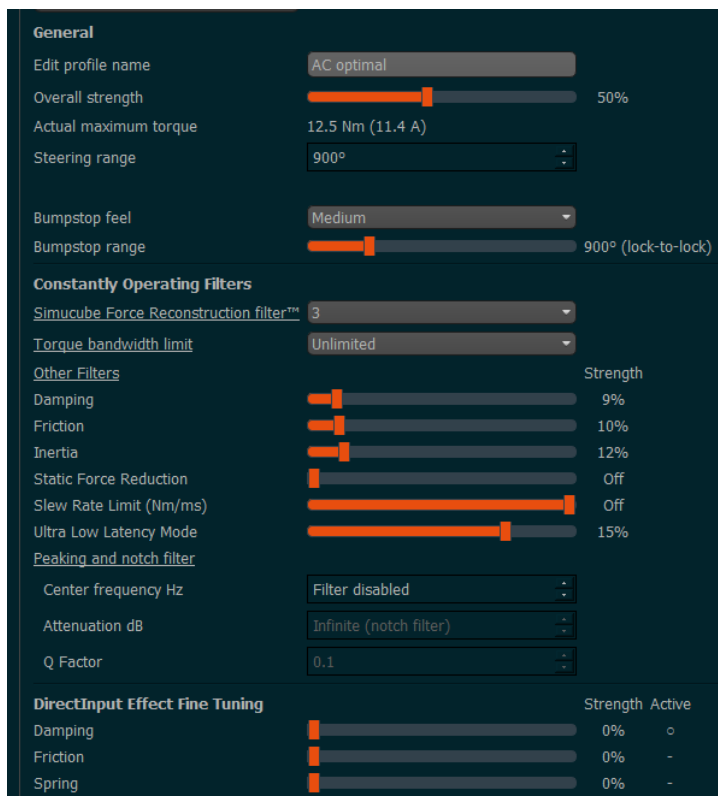 General
Edit profile name AC optimal
Overall strength 50%
Actual maximum torque 12.5 Nm (11.4 A)
Steering range 900º
Bumpstop feel Medium
Bumpstop range 900º (lock-to-lock)
Constantly Operating Filters
Simucube Force Reconstruction filter™ 3
Torque bandwidth limit Unlimited
Other Filters Strength
Damping 9%
Friction 10%
Inertia 12%
Static Force Reduction Off
Slew Rate Limit (Nm/ms) Off
Ultra Low Latency Mode 15%
Peaking and notch filter
Center frequency Hz Filter disabled
Attenuation dB Infinite (notch filter)
Q Factor 0.1
DirectInput Effect Fine Tuning Strength Active
Damping 0% ○
Friction 0% -
Spring 0% -